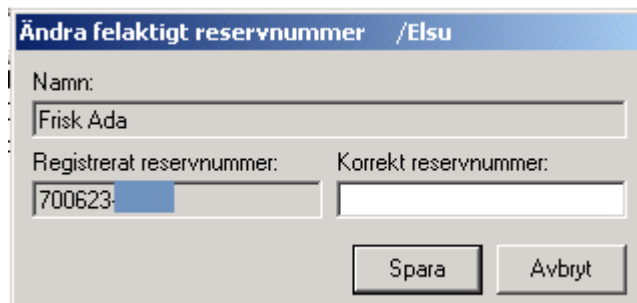 Ändra felaktigt reservnummer /Elsu
Namn:
Frisk Ada
Registrerat reservnummer: Korrekt reservnummer:
700623-
Spara Avbryt